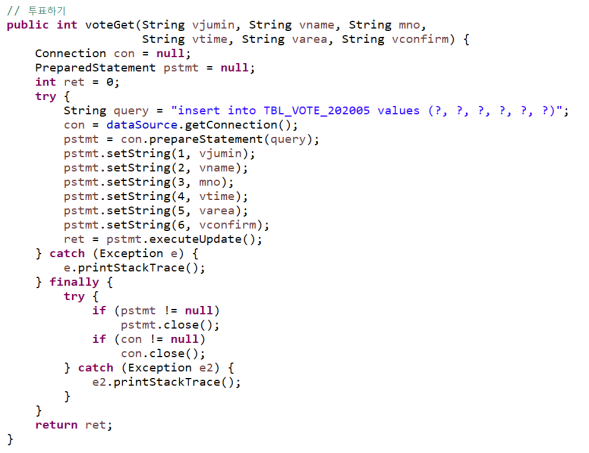 // 투표하기
public int voteGet(String vjumin, String vname, String mno,
                   String vtime, String varea, String vconfirm) {
    Connection con = null;
    PreparedStatement pstmt = null;
    int ret = 0;
    try {
        String query = "insert into TBL_VOTE_202005 values (?, ?, ?, ?, ?, ?)";
        con = dataSource.getConnection();
        pstmt = con.prepareStatement(query);
        pstmt.setString(1, vjumin);
        pstmt.setString(2, vname);
        pstmt.setString(3, mno);
        pstmt.setString(4, vtime);
        pstmt.setString(5, varea);
        pstmt.setString(6, vconfirm);
        ret = pstmt.executeUpdate();
    } catch (Exception e) {
        e.printStackTrace();
    } finally {
        try {
            if (pstmt != null)
                pstmt.close();
            if (con != null)
                con.close();
        } catch (Exception e2) {
            e2.printStackTrace();
        }
    }
    return ret;
}